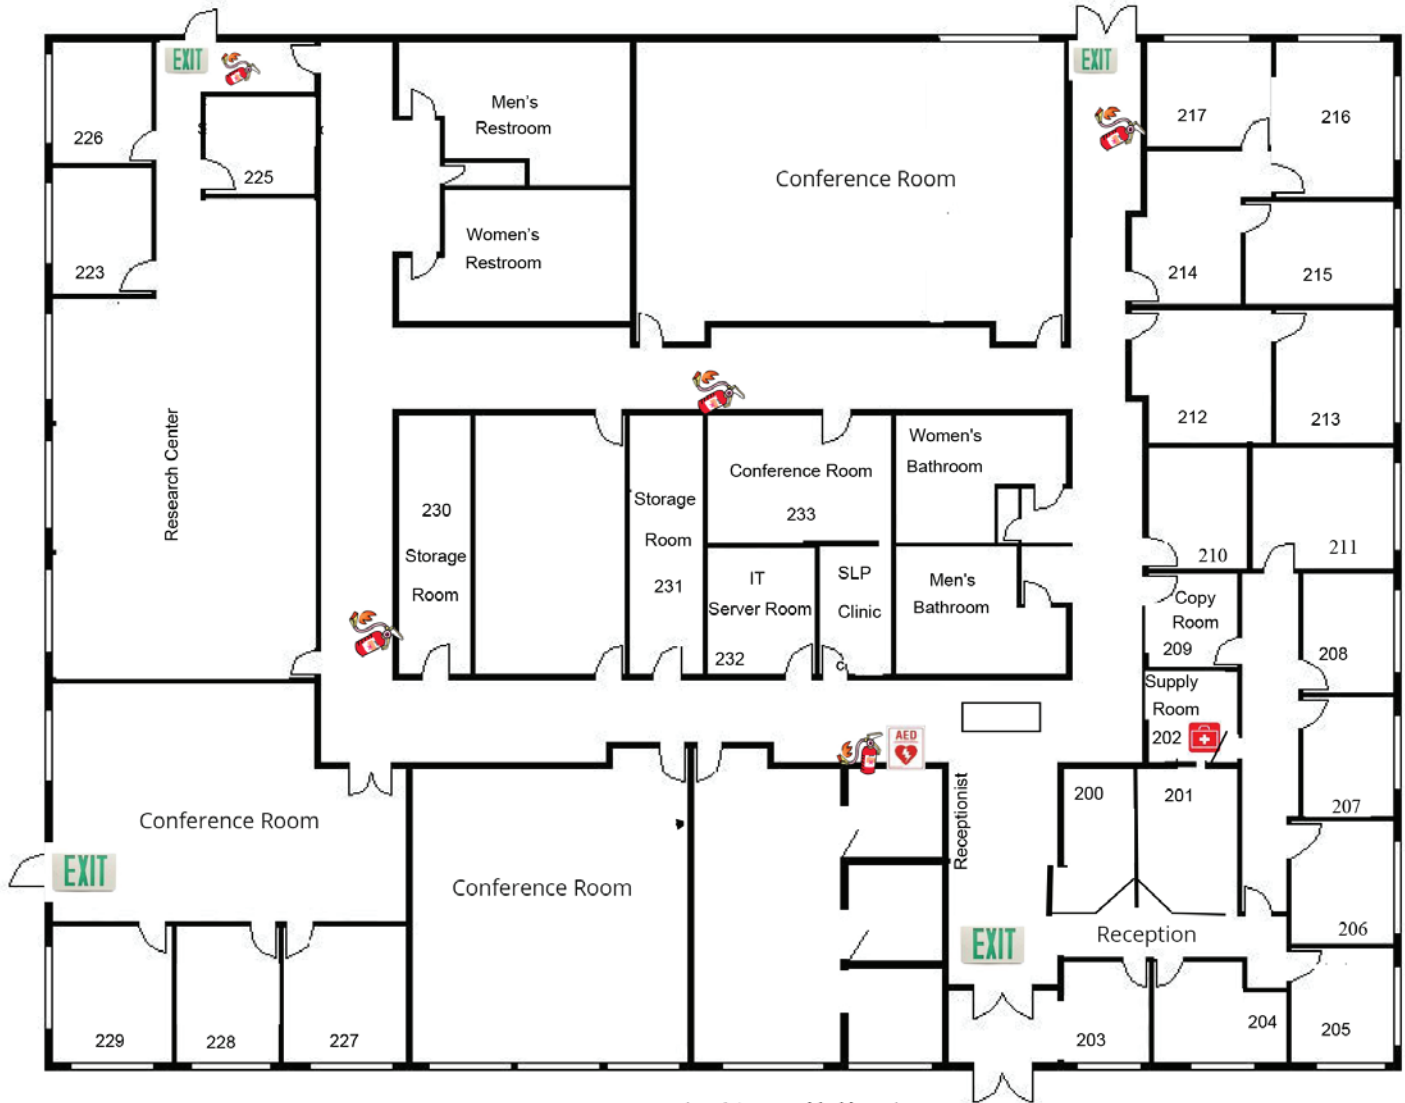 EXIT
EXIT
226
225
223
Men's
Restroom
Women's
Restroom
Conference Room
217
216
214
215
212
213
Research Center
230
Storage
Room
Storage
Room
231
Conference Room
233
Women's
Bathroom
IT
Server Room
232
SLP
Clinic
Men's
Bathroom
210
211
Copy
Room
209
208
Supply
Room
202
207
AED
Receptionist
200
201
Conference Room
EXIT
Conference Room
EXIT
Reception
206
229
228
227
203
204
205